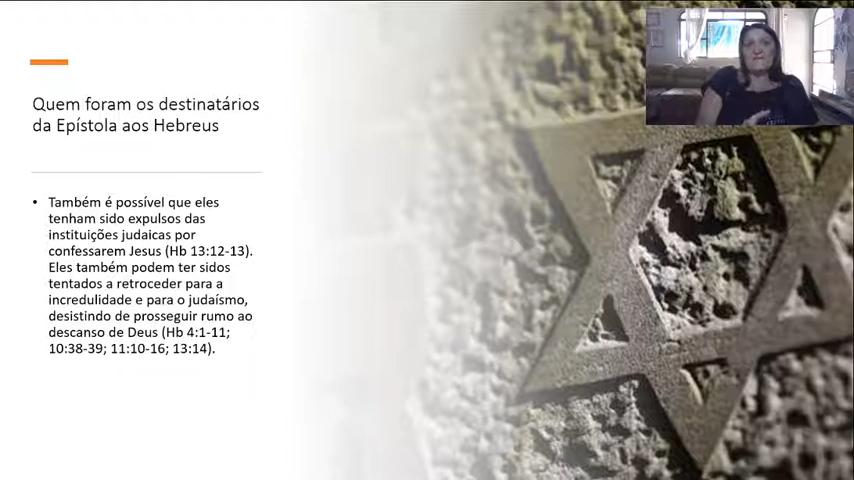 Quem foram os destinatários
da Epístola aos Hebreus
• Também é possível que eles
tenham sido expulsos das
instituições judaicas por
confessarem Jesus (Hb 13:12-13).
Eles também podem ter sidos
tentados a retroceder para a
incredulidade e para o judaísmo,
desistindo de prosseguir rumo ao
descanso de Deus (Hb 4:1-11;
10:38-39; 11:10-16; 13:14).